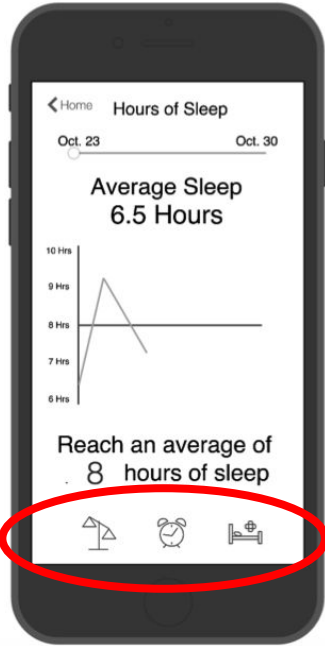 Home Hours of Sleep
Oct. 23 Oct. 30
Average Sleep
6.5 Hours
10 Hrs
9 Hrs
8 Hrs
7 Hrs
6 Hrs
Reach an average of
. 8 hours of sleep